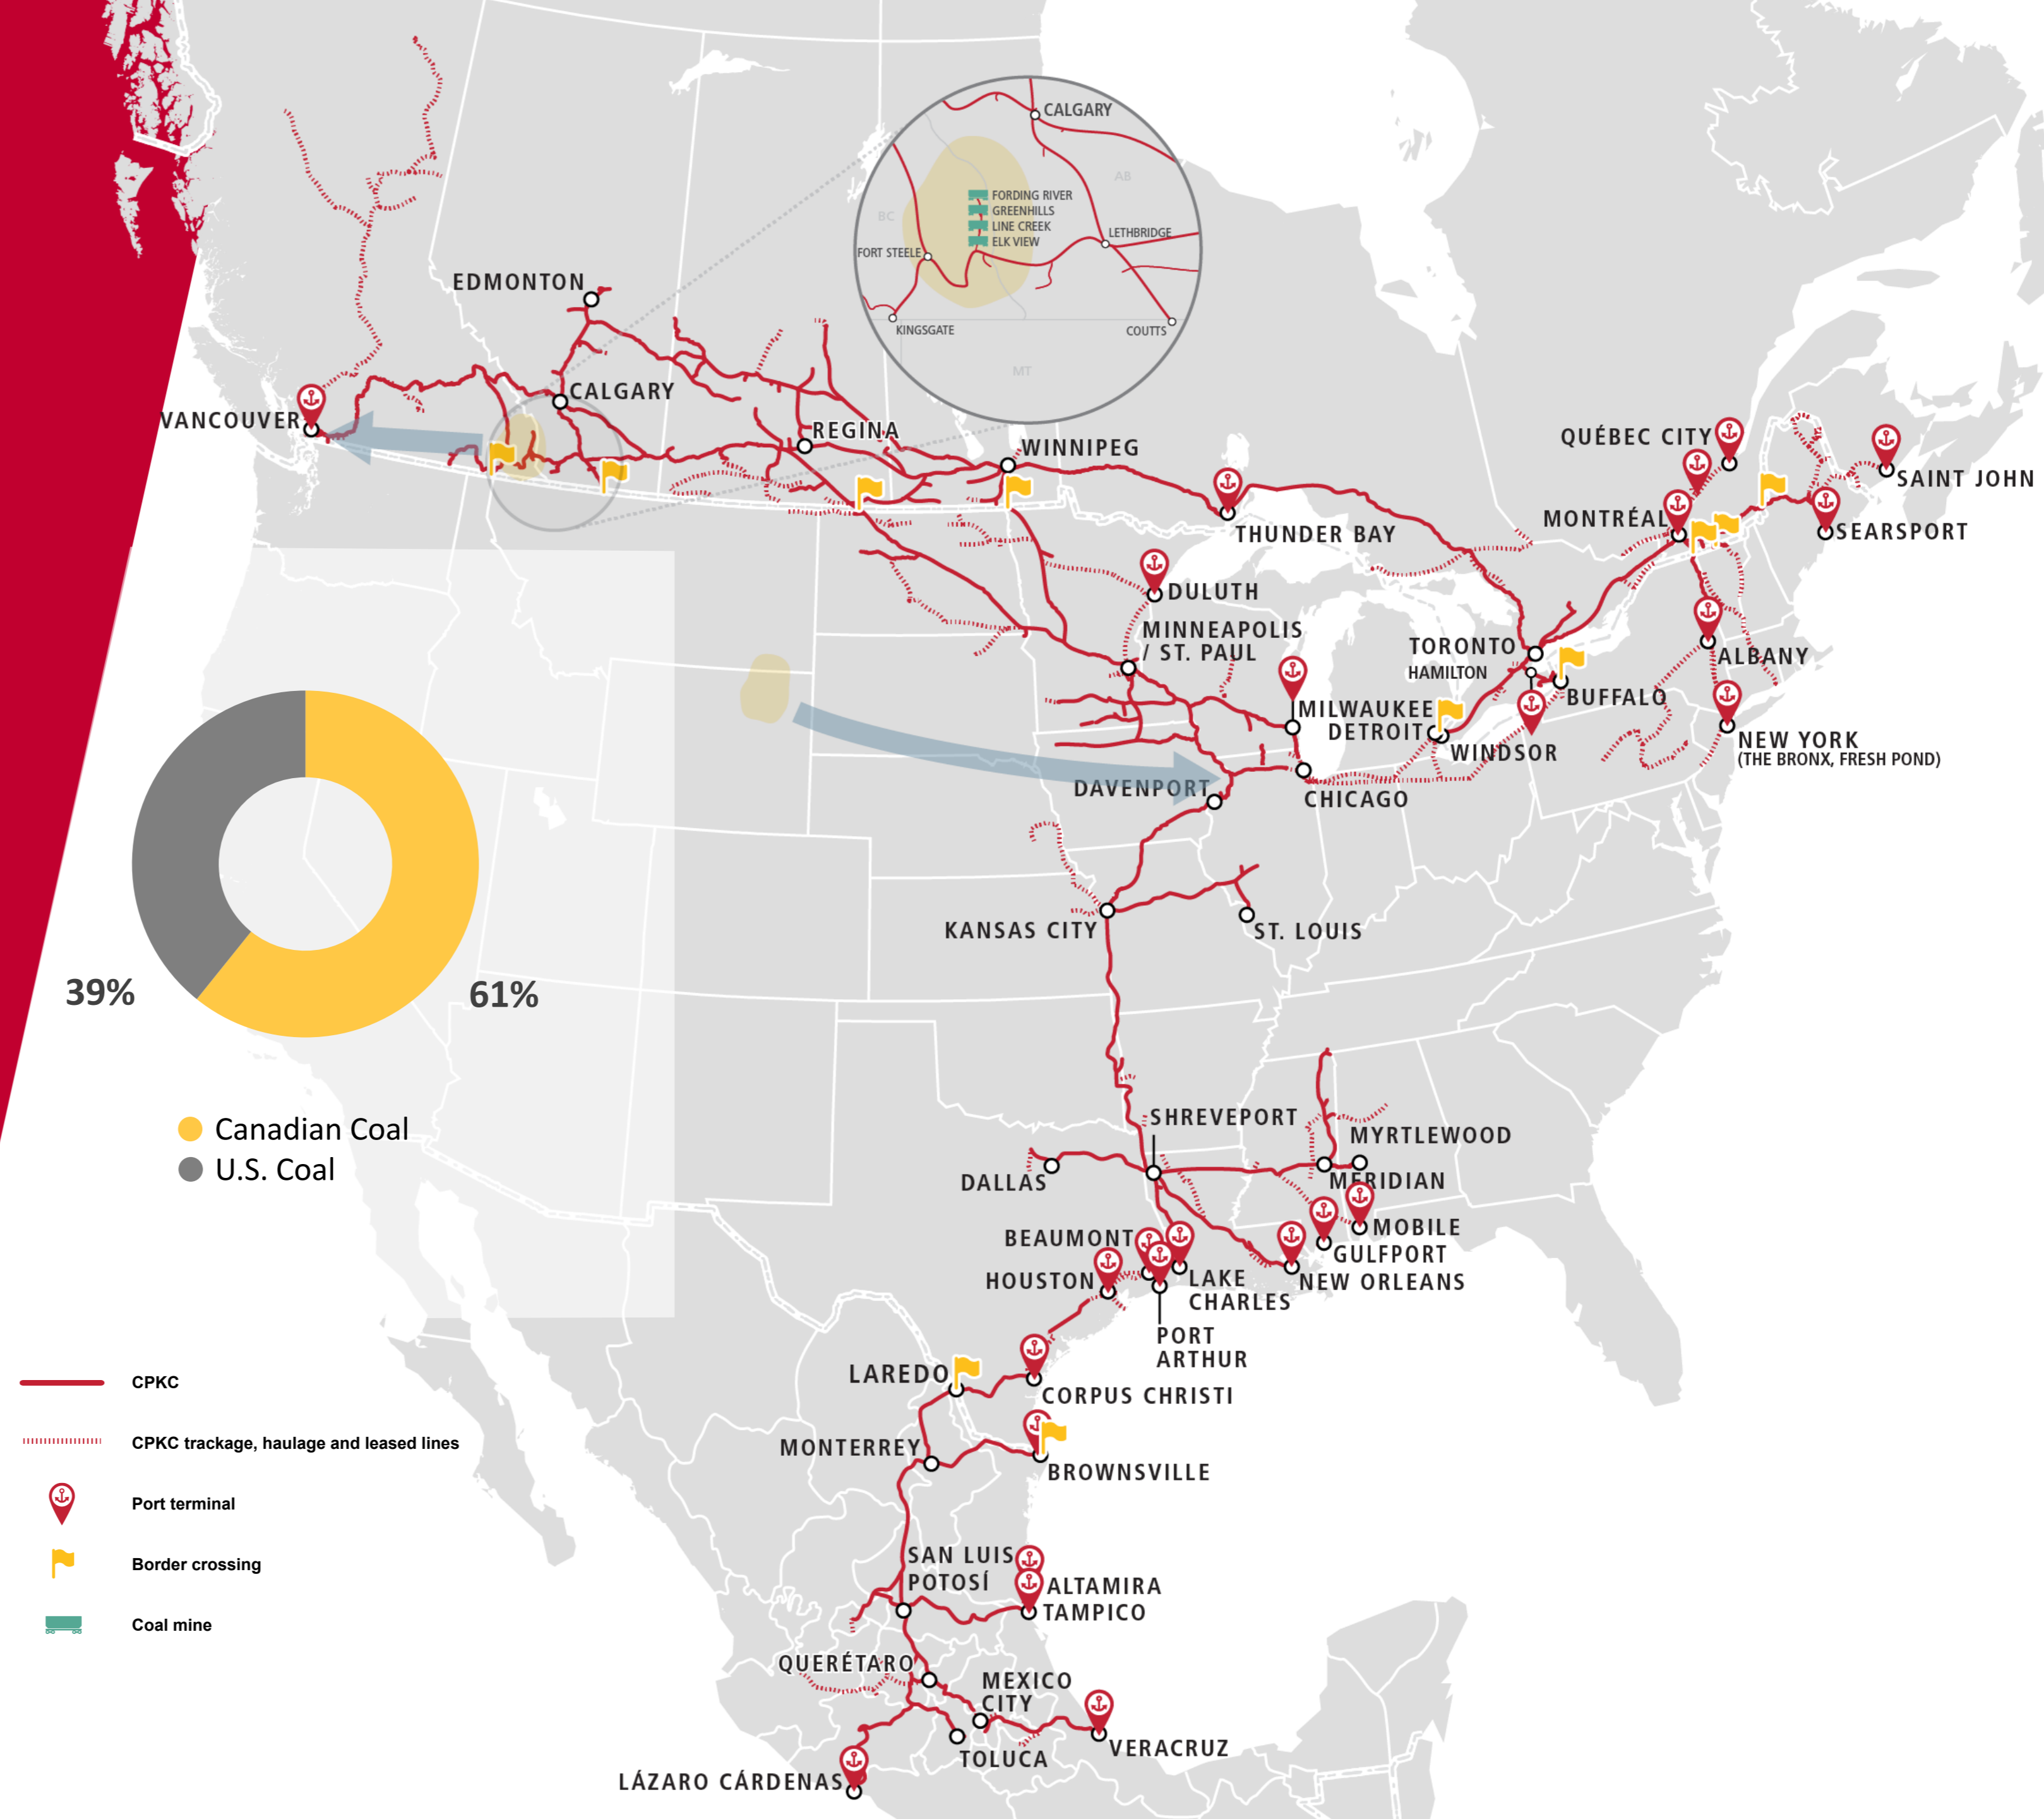 CALGARY
AB
FORDING RIVER
GREENHILLS
LINE CREEK
ELK VIEW
BC
LETHBRIDGE
FORT STEELE
KINGSGATE
COUTTS
MT
EDMONTON
CALGARY
VANCOUVER
REGINA
WINNIPEG
QUÉBEC CITY
SAINT JOHN
MONTRÉAL
SEARSPORT
THUNDER BAY
DULUTH
MINNEAPOLIS
/ ST. PAUL
TORONTO
HAMILTON
ALBANY
BUFFALO
MILWAUKEE
DETROIT
WINDSOR
NEW YORK
(THE BRONX, FRESH POND)
DAVENPORT
CHICAGO
KANSAS CITY
ST. LOUIS
39%
61%
Canadian Coal
U.S. Coal
SHREVEPORT
MYRTLEWOOD
DALLAS
MERIDIAN
MOBILE
BEAUMONT
GULFPORT
HOUSTON
LAKE
CHARLES
NEW ORLEANS
PORT
ARTHUR
LAREDO
CORPUS CHRISTI
MONTERREY
BROWNSVILLE
CPKC
CPKC trackage, haulage and leased lines
Port terminal
Border crossing
Coal mine
SAN LUIS
POTOSÍ
ALTAMIRA
TAMPICO
QUERÉTARO
MEXICO
CITY
TOLUCA
VERACRUZ
LÁZARO CÁRDENAS